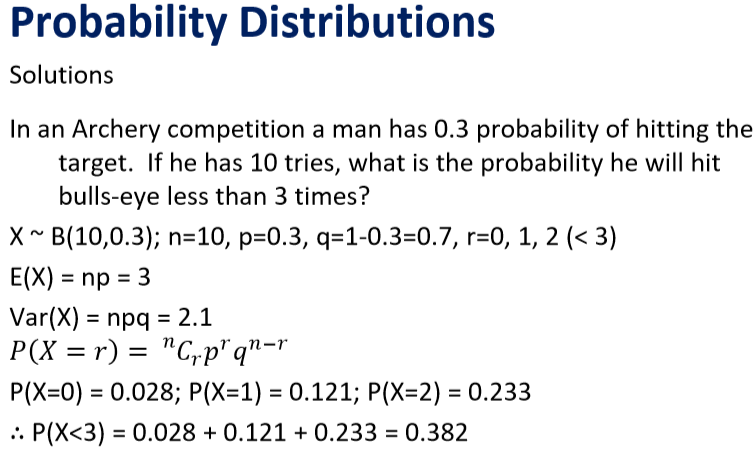 Probability Distributions
Solutions
In an Archery competition a man has 0.3 probability of hitting the
target. If he has 10 tries, what is the probability he will hit
bulls-eye less than 3 times?
X ~ B(10,0.3); n=10, p=0.3, q=1-0.3=0.7, r=0, 1, 2 (< 3)
E(X) = np = 3
Var(X) = npq = 2.1
P(X = r) = ⁿCᵣpʳqⁿ⁻ʳ
P(X=0) = 0.028; P(X=1) = 0.121; P(X=2) = 0.233
∴ P(X<3) = 0.028 + 0.121 + 0.233 = 0.382